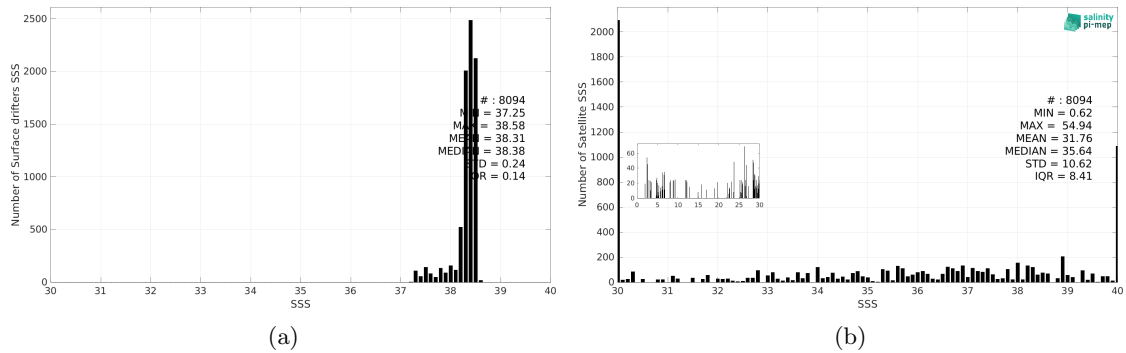 2500
2000
1500
1000
500
0
Number of Surface drifters SSS
# : 8094
MIN = 37.25
MAX = 38.58
MEAN = 38.31
MEDIAN = 38.38
STD = 0.24
IQR = 0.14
30 31 32 33 34 35 36 37 38 39 40
SSS
(a)
salinity
pi-mep
2000
1800
1600
1400
1200
1000
800
600
400
200
0
Number of Satellite SSS
# : 8094
MIN = 0.62
MAX = 54.94
MEAN = 31.76
MEDIAN = 35.64
STD = 10.62
IQR = 8.41
60
40
20
0
0 5 10 15 20 25 30
30 31 32 33 34 35 36 37 38 39 40
SSS
(b)